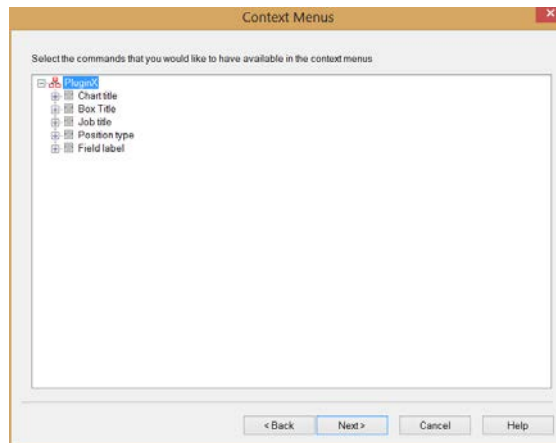 Context Menus
Select the commands that you would like to have available in the context menus
PluginX
Chart title
Box Title
Job title
Position type
Field label
< Back Next > Cancel Help